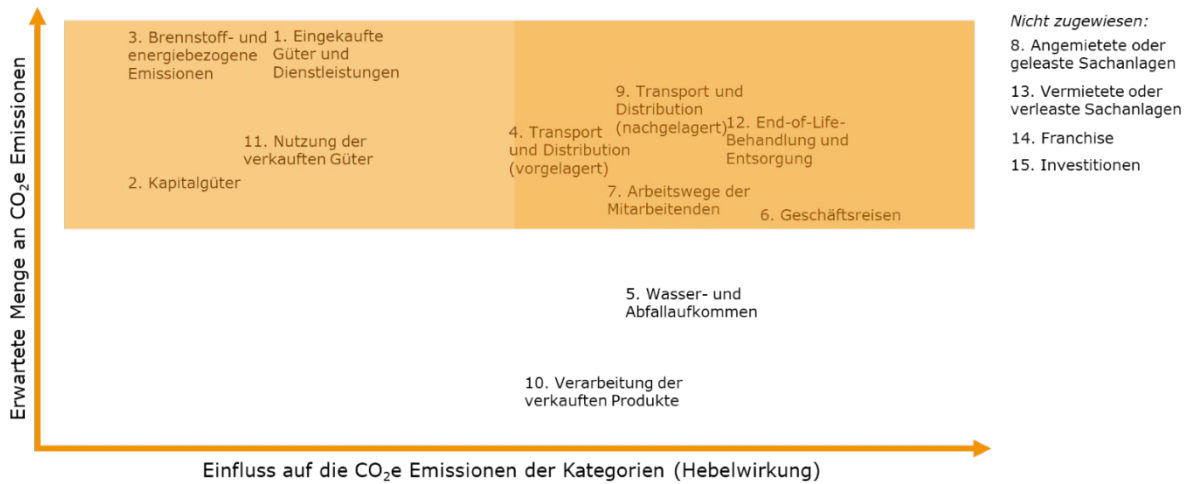 Erwartete Menge an CO₂e Emissionen
3. Brennstoff- und
energiebezogene
Emissionen
1. Eingekaufte
Güter und
Dienstleistungen
11. Nutzung der
verkauften Güter
2. Kapitalgüter
9. Transport und
Distribution
(nachgelagert)
4. Transport
und Distribution
(vorgelagert)
12. End-of-Life-
Behandlung und
Entsorgung
7. Arbeitswege der
Mitarbeitenden
6. Geschäftsreisen
5. Wasser- und
Abfallaufkommen
10. Verarbeitung der
verkauften Produkte
Einfluss auf die CO₂e Emissionen der Kategorien (Hebelwirkung)
Nicht zugewiesen:
8. Angemietete oder
geleaste Sachanlagen
13. Vermietete oder
verleaste Sachanlagen
14. Franchise
15. Investitionen